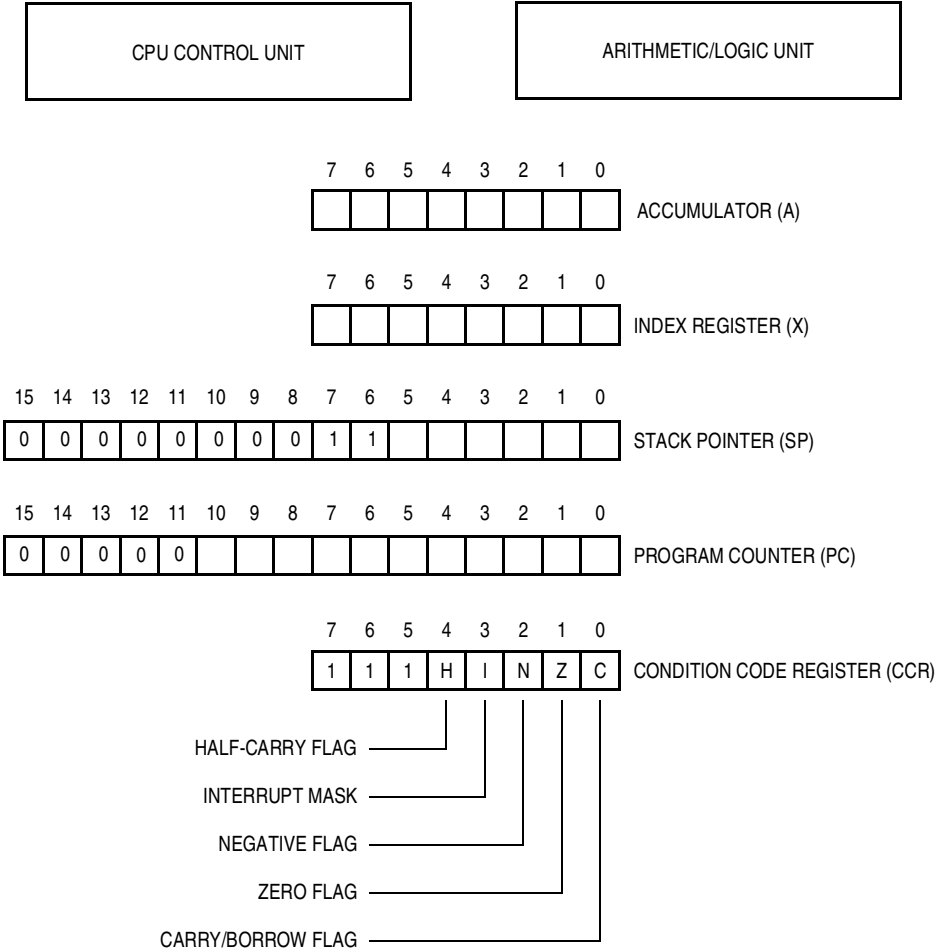 CPU CONTROL UNIT
ARITHMETIC/LOGIC UNIT
7 6 5 4 3 2 1 0
ACCUMULATOR (A)
7 6 5 4 3 2 1 0
INDEX REGISTER (X)
15 14 13 12 11 10 9 8 7 6 5 4 3 2 1 0
0 0 0 0 0 0 0 0 1 1 STACK POINTER (SP)
15 14 13 12 11 10 9 8 7 6 5 4 3 2 1 0
0 0 0 0 0 PROGRAM COUNTER (PC)
7 6 5 4 3 2 1 0
1 1 1 H I N Z C CONDITION CODE REGISTER (CCR)
HALF-CARRY FLAG
INTERRUPT MASK
NEGATIVE FLAG
ZERO FLAG
CARRY/BORROW FLAG